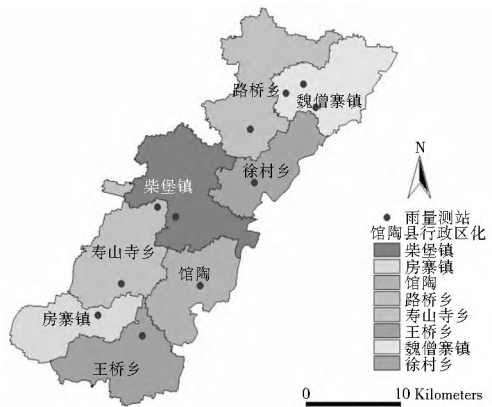 路桥乡
魏僧寨镇
徐村乡
柴堡镇
寿山寺乡
馆陶
房寨镇
王桥乡
N
雨量测站
馆陶县行政区化
柴堡镇
房寨镇
馆陶
路桥乡
寿山寺乡
王桥乡
魏僧寨镇
徐村乡
0 10 Kilometers